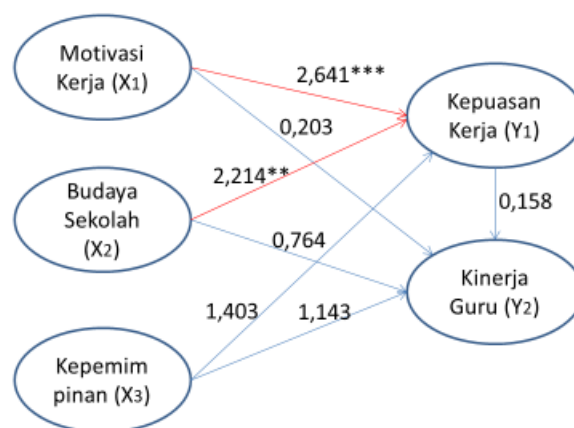 Motivasi
Kerja (X1)
2,641***
Kepuasan
Kerja (Y1)
0,203
2,214**
Budaya
Sekolah
(X2)
0,158
0,764
Kinerja
Guru (Y2)
1,403
1,143
Kepemim
pinan (X3)